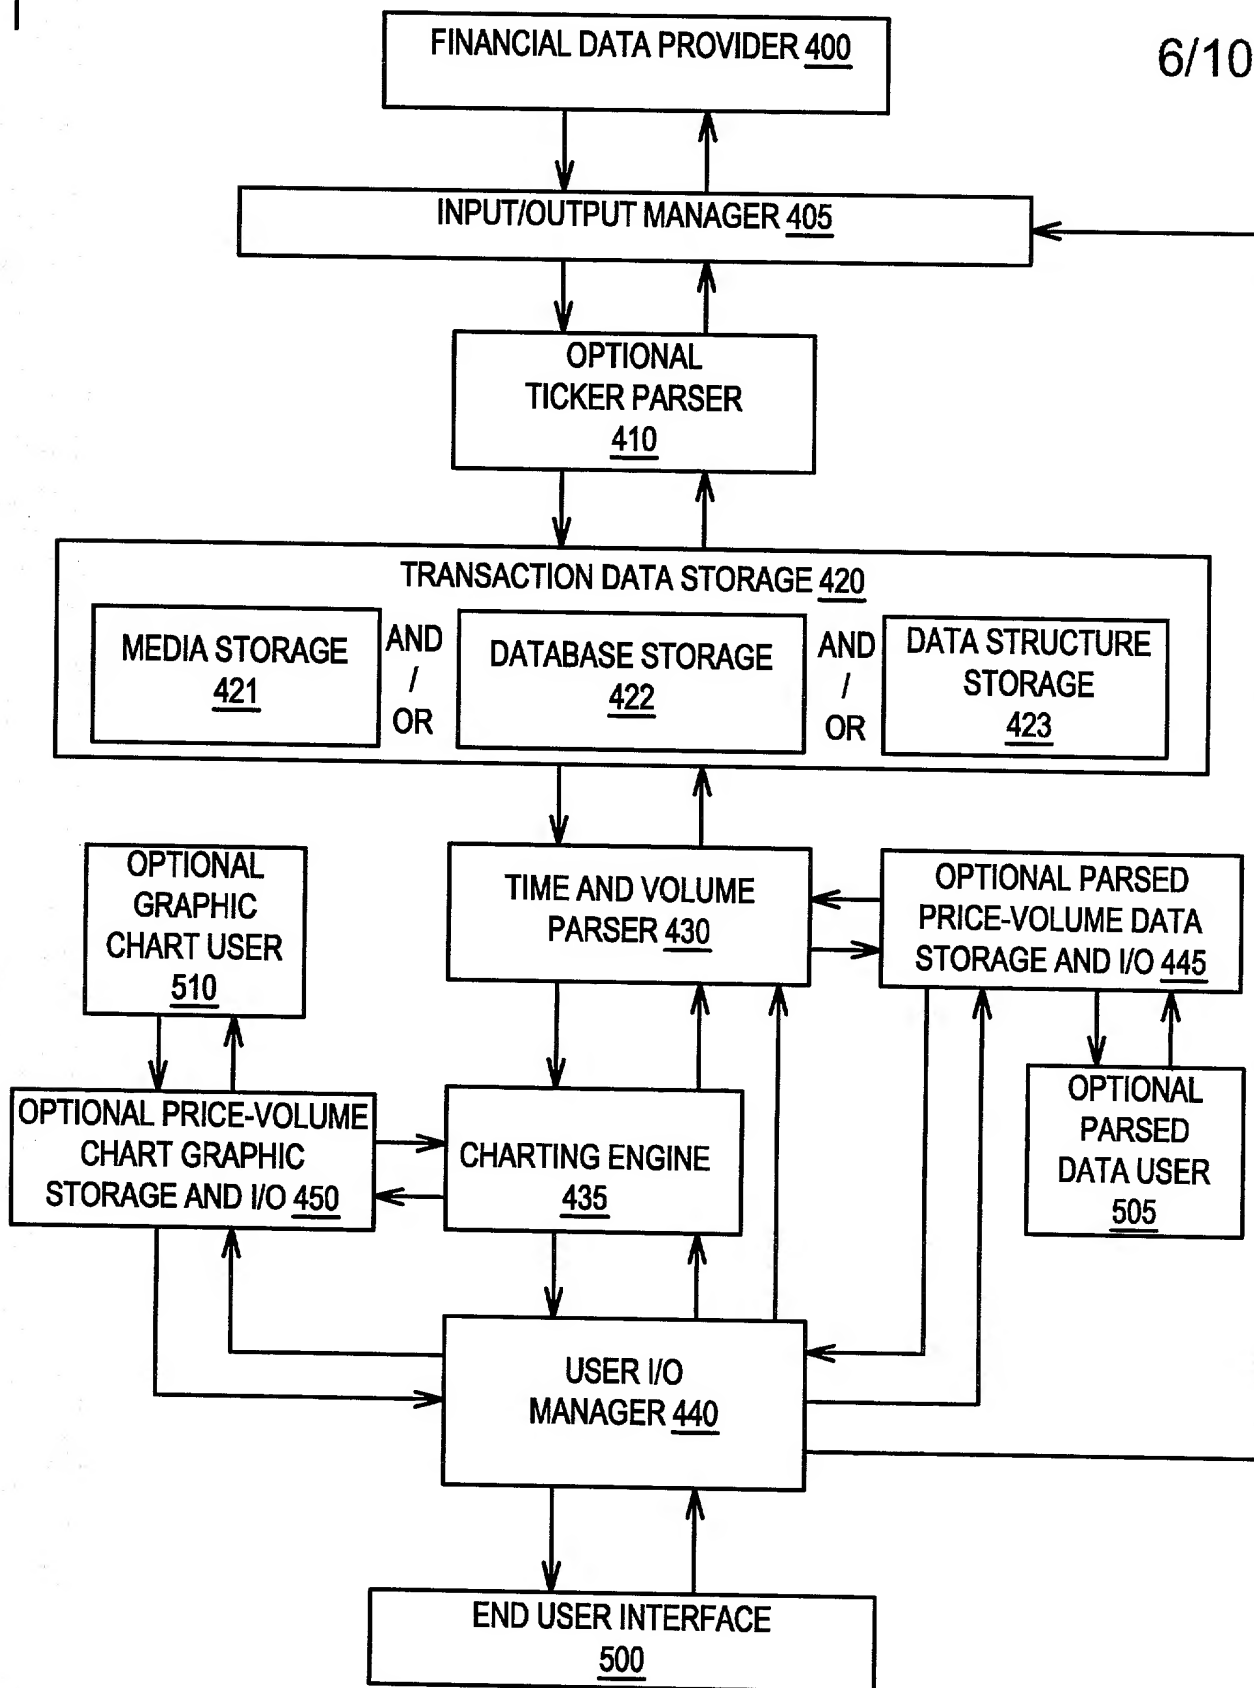 FINANCIAL DATA PROVIDER 400
6/10
INPUT/OUTPUT MANAGER 405
OPTIONAL
TICKER PARSER
410
TRANSACTION DATA STORAGE 420
MEDIA STORAGE
421
AND
/
OR
DATABASE STORAGE
422
AND
/
OR
DATA STRUCTURE
STORAGE
423
OPTIONAL
GRAPHIC
CHART USER
510
TIME AND VOLUME
PARSER 430
OPTIONAL PARSED
PRICE-VOLUME DATA
STORAGE AND I/O 445
OPTIONAL PRICE-VOLUME
CHART GRAPHIC
STORAGE AND I/O 450
CHARTING ENGINE
435
OPTIONAL
PARSED
DATA USER
505
USER I/O
MANAGER 440
END USER INTERFACE
500